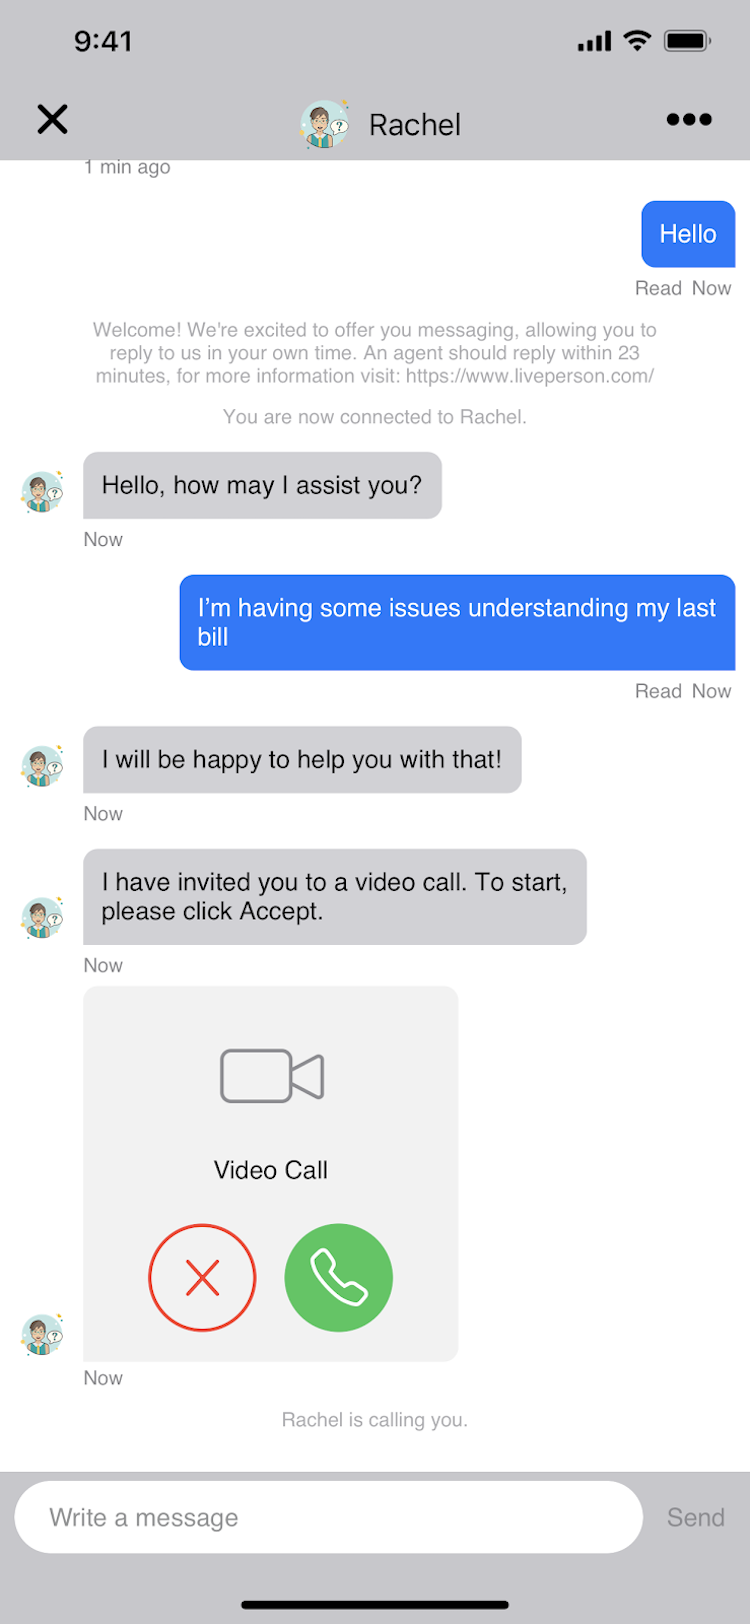 9:41
Rachel
1 min ago
Hello
Read Now
Welcome! We're excited to offer you messaging, allowing you to
reply to us in your own time. An agent should reply within 23
minutes, for more information visit: https://www.liveperson.com/
You are now connected to Rachel.
Hello, how may I assist you?
Now
I’m having some issues understanding my last
bill
Read Now
I will be happy to help you with that!
Now
I have invited you to a video call. To start,
please click Accept.
Now
Video Call
Now
Rachel is calling you.
Write a message
Send